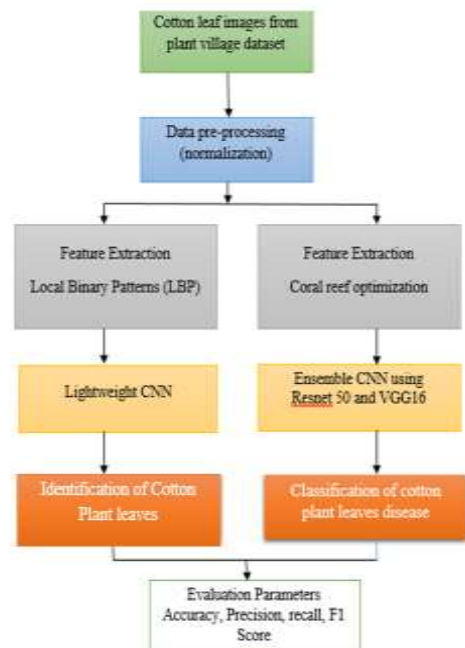 Cotton leaf images from
plant village dataset
Data pre-processing
(normalization)
Feature Extraction
Local Binary Patterns (LBP)
Feature Extraction
Coral reef optimization
Lightweight CNN
Ensemble CNN using
Resnet 50 and VGG16
Identification of Cotton
Plant leaves
Classification of cotton
plant leaves disease
Evaluation Parameters
Accuracy, Precision, recall, F1
Score